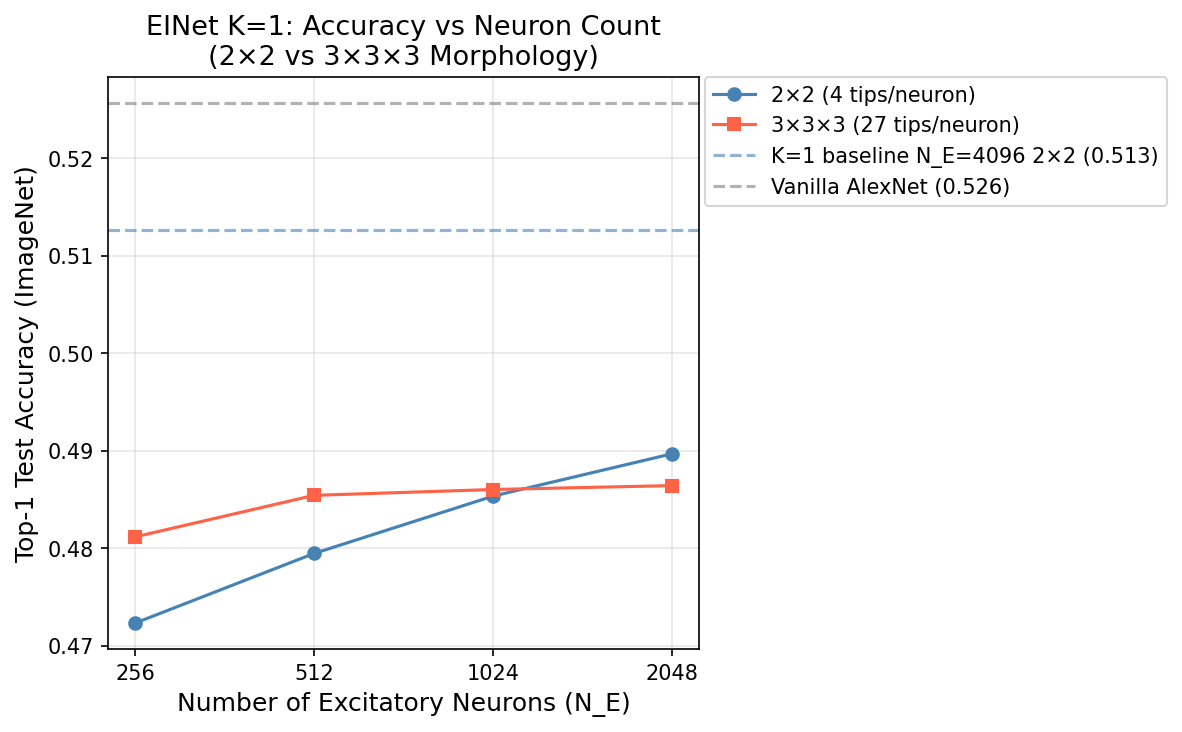 EINet K=1: Accuracy vs Neuron Count
(2×2 vs 3×3×3 Morphology)
2×2 (4 tips/neuron)
3×3×3 (27 tips/neuron)
K=1 baseline N_E=4096 2×2 (0.513)
Vanilla AlexNet (0.526)
Top-1 Test Accuracy (ImageNet)
0.52
0.51
0.50
0.49
0.48
0.47
256
512
1024
2048
Number of Excitatory Neurons (N_E)